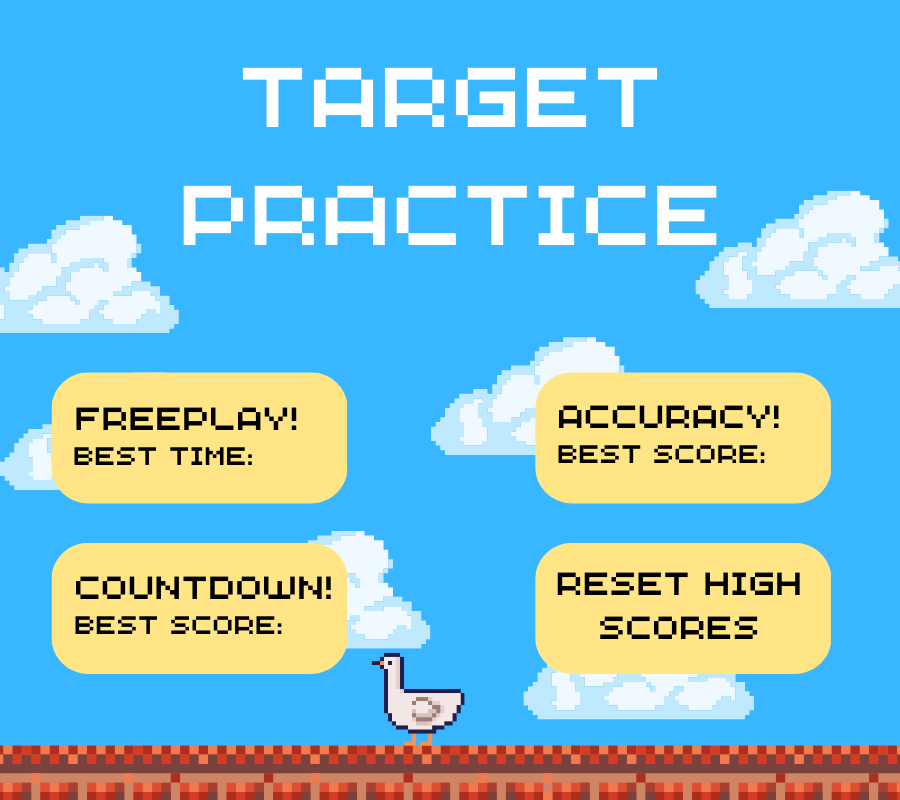 TARGET
PRACTICE
FREEPLAY!
BEST TIME:
ACCURACY!
BEST SCORE:
COUNTDOWN!
BEST SCORE:
RESET HIGH
SCORES